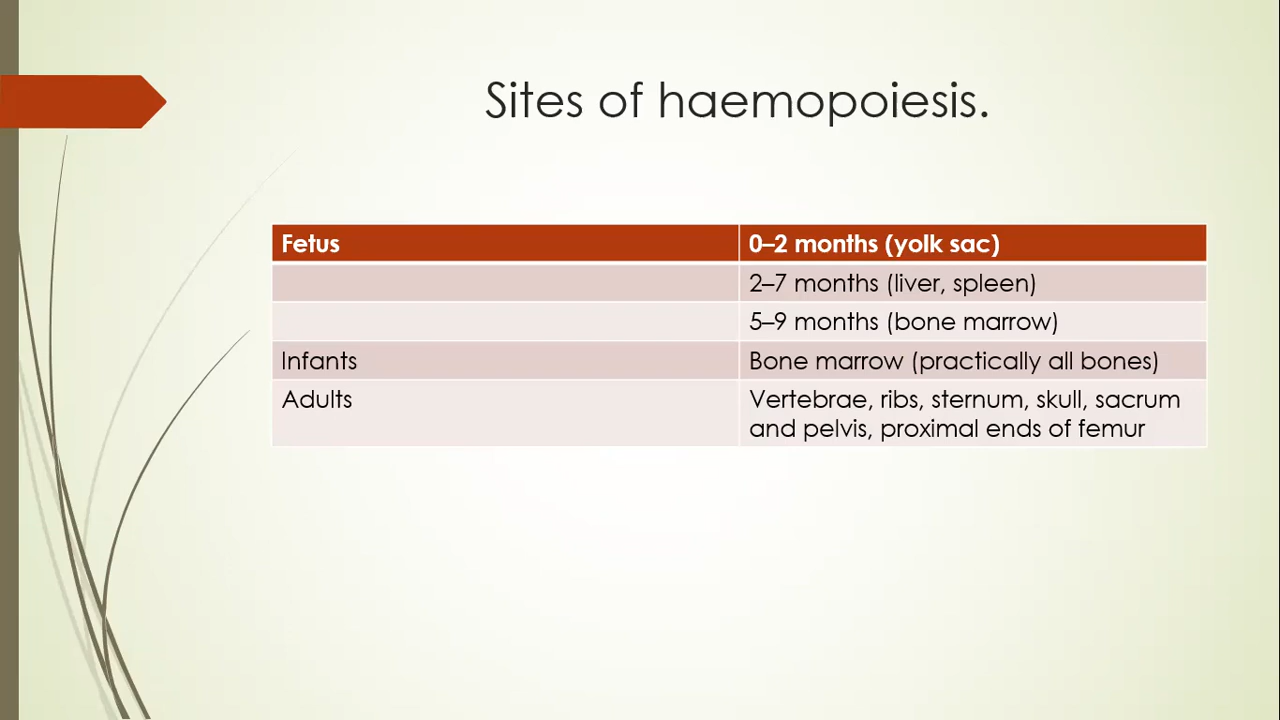 Sites of haemopoiesis.
Fetus 0–2 months (yolk sac)
2–7 months (liver, spleen)
5–9 months (bone marrow)
Infants Bone marrow (practically all bones)
Adults Vertebrae, ribs, sternum, skull, sacrum
and pelvis, proximal ends of femur